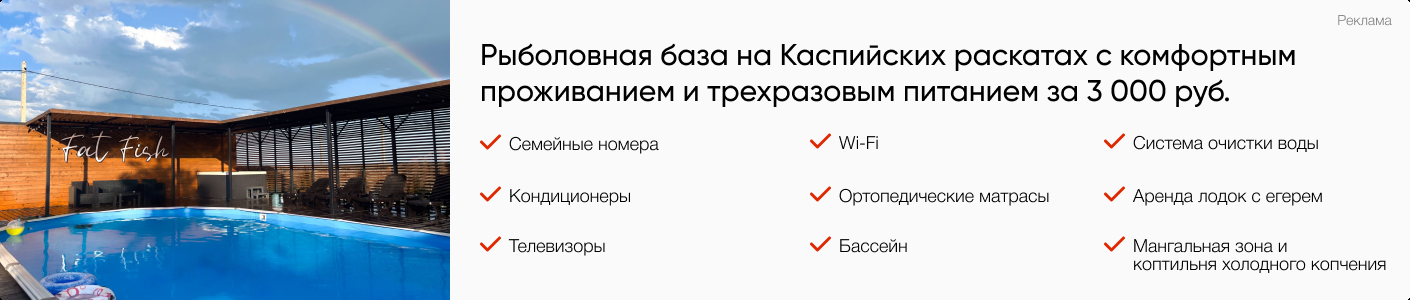 Реклама
Рыболовная база на Каспийских раскатах с комфортным
проживанием и трехразовым питанием за 3 000 руб.
Fat Fish
Семейные номера
Wi-Fi
Система очистки воды
Кондиционеры
Ортопедические матрасы
Аренда лодок с егерем
Телевизоры
Бассейн
Мангальная зона и
коптильня холодного копчения